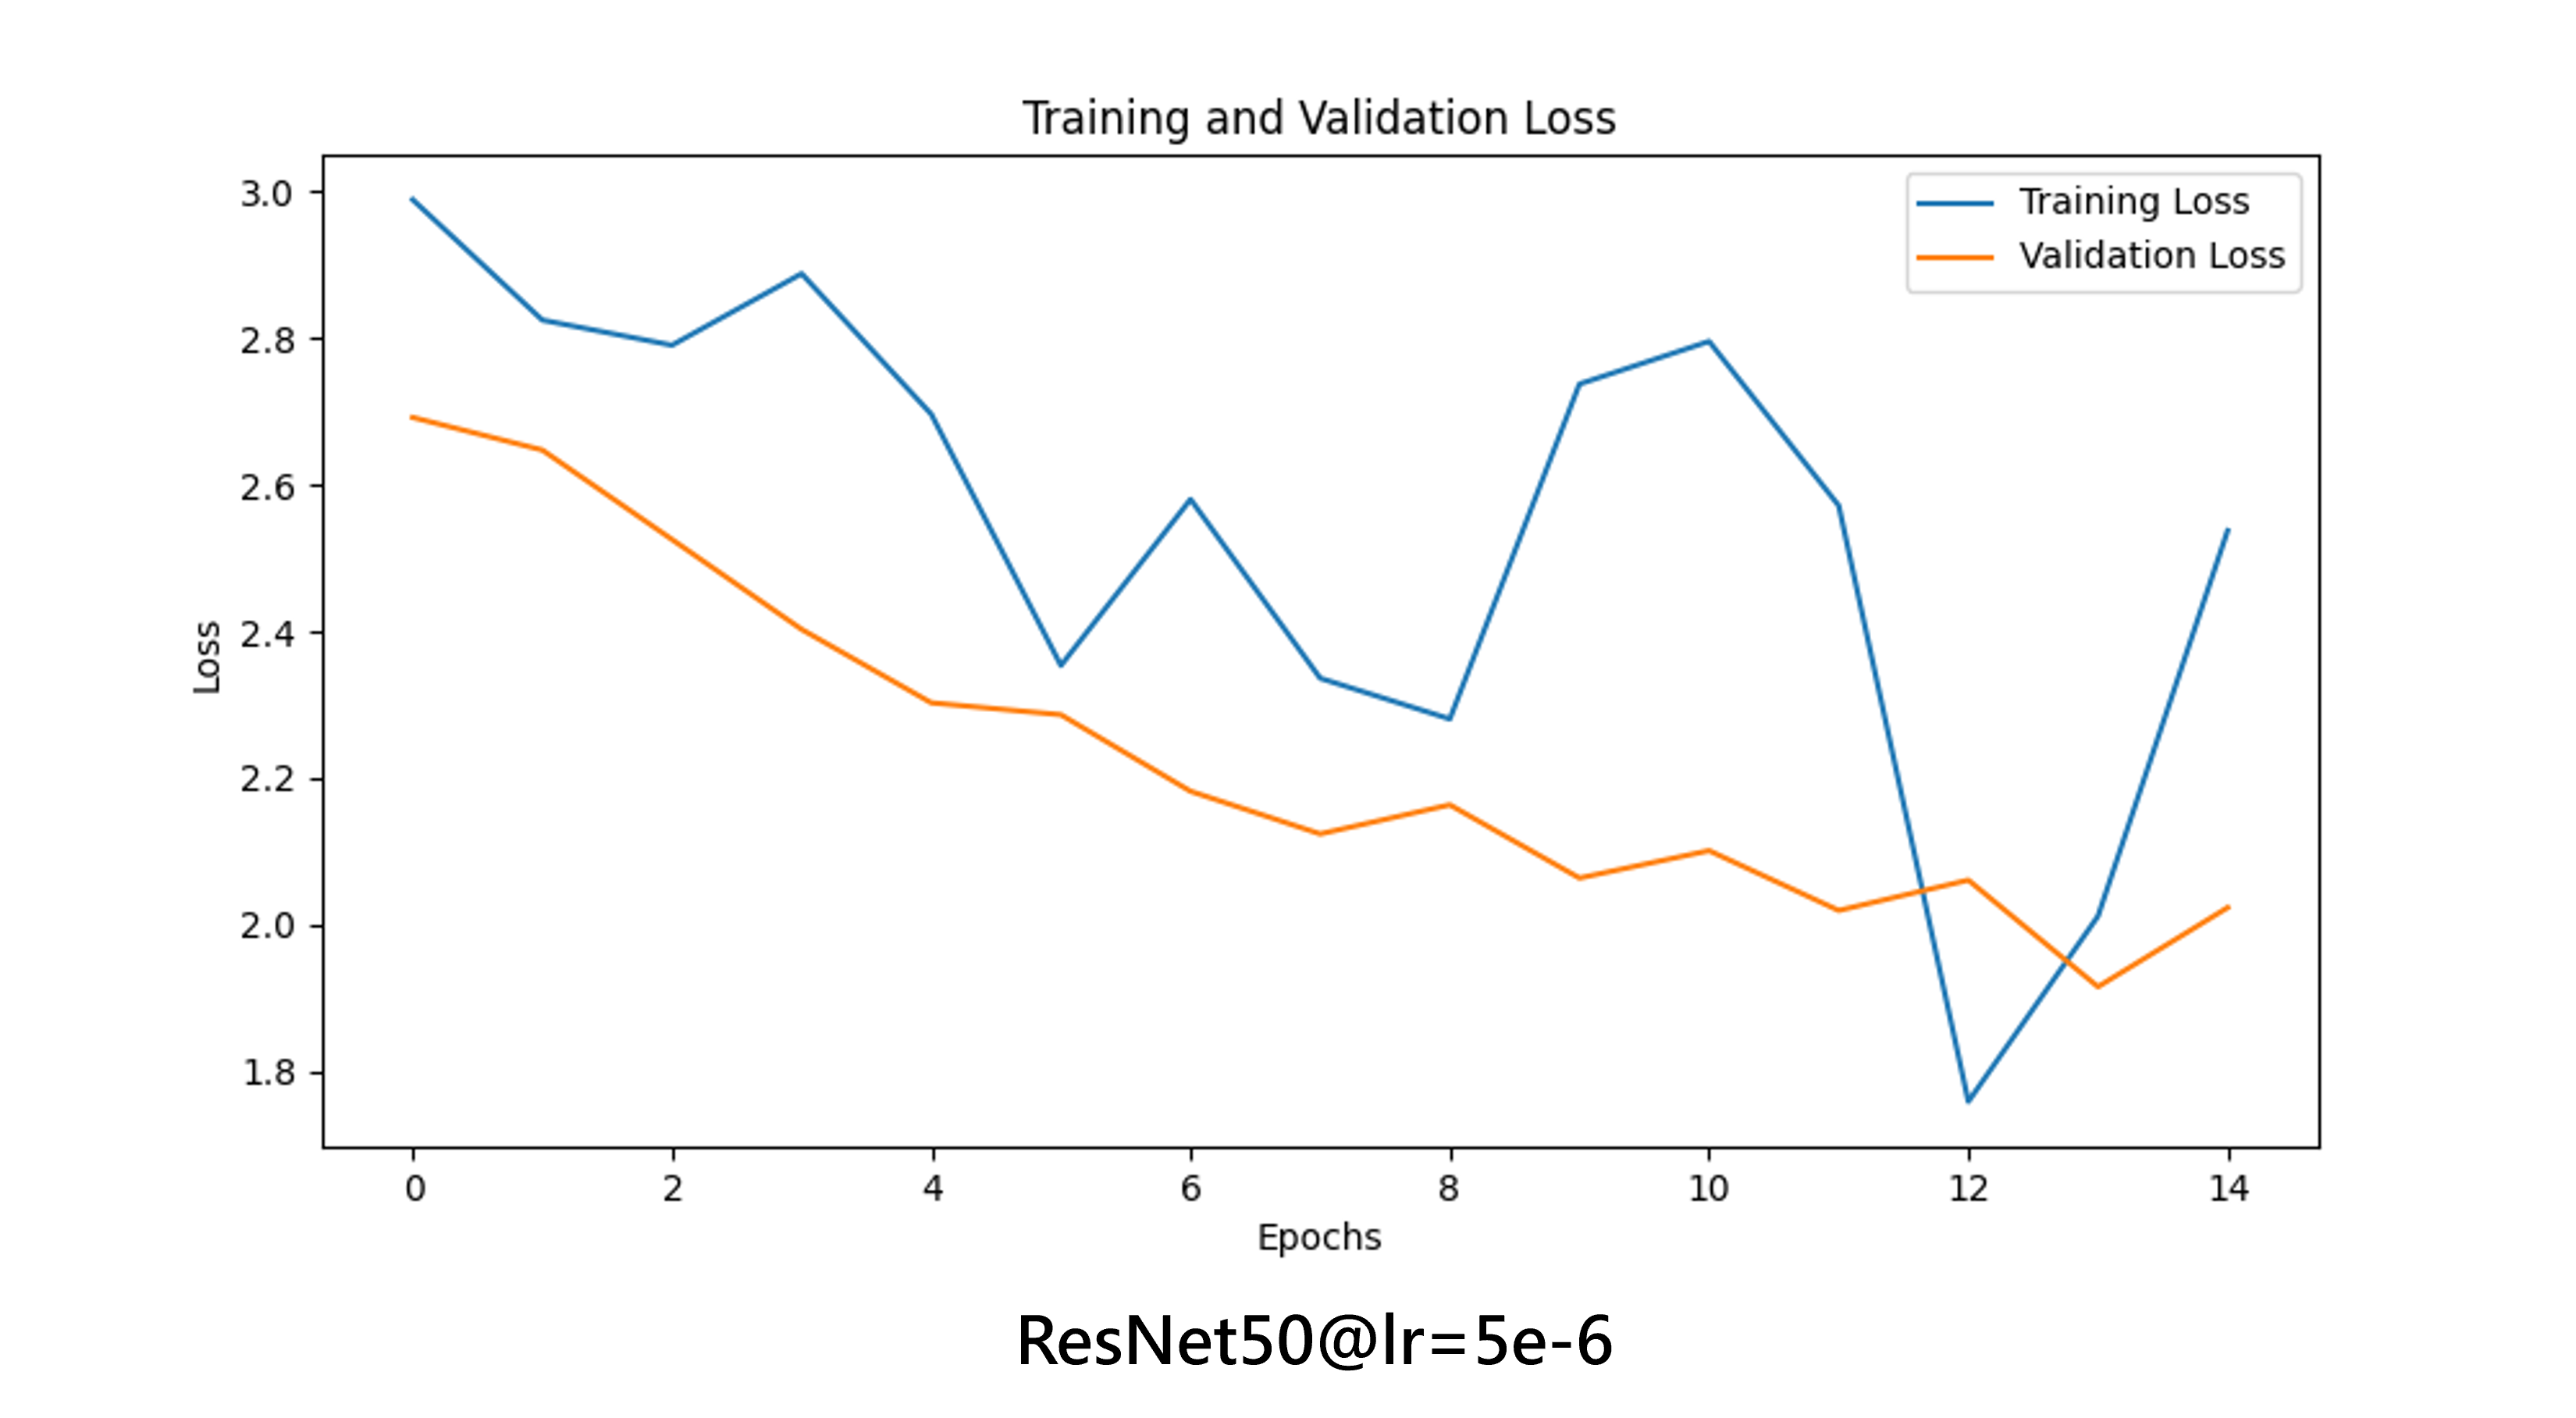 Training and Validation Loss
Training Loss
Validation Loss
3.0
2.8
2.6
2.4
2.2
2.0
1.8
Loss
0 2 4 6 8 10 12 14
Epochs
ResNet50@lr=5e-6